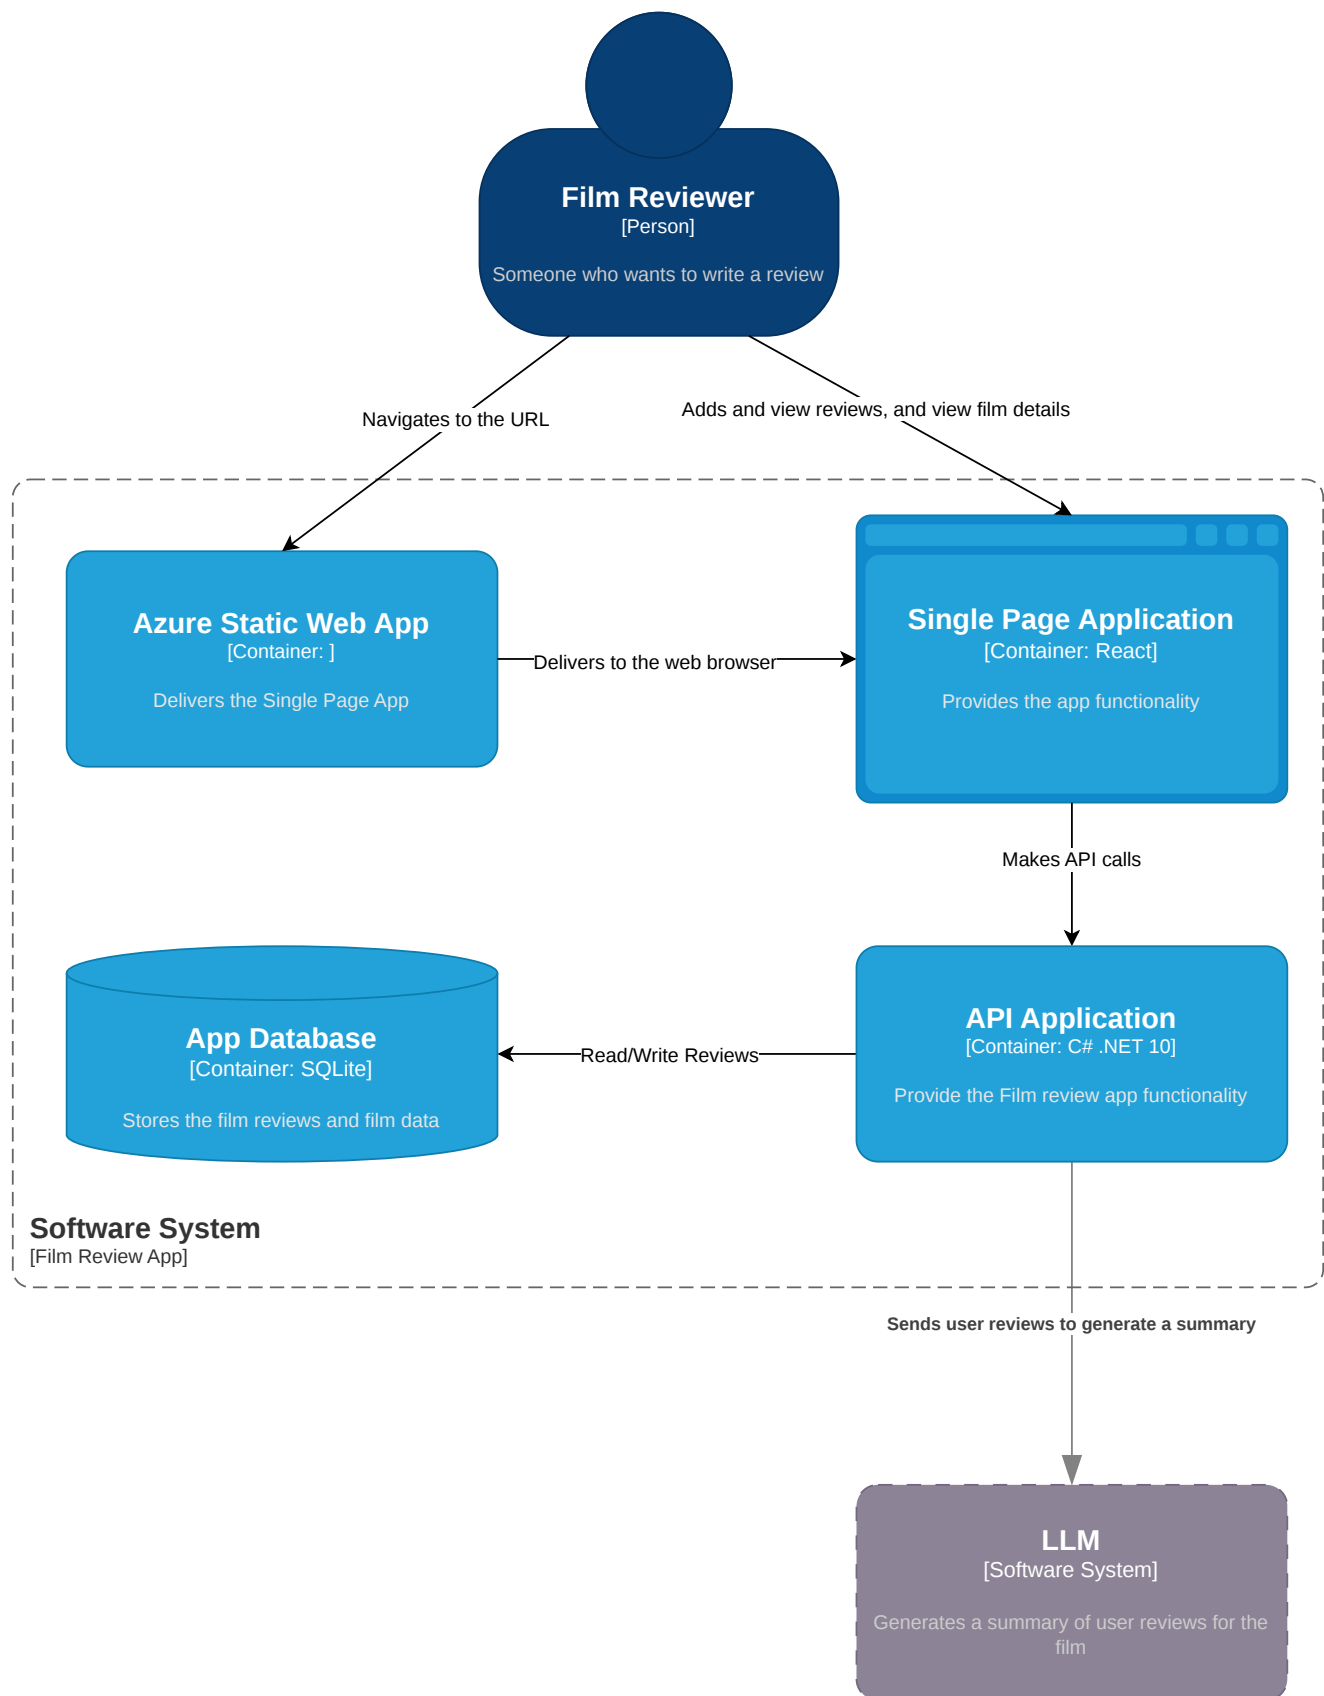 Film Reviewer
[Person]
Someone who wants to write a review
Navigates to the URL
Adds and view reviews, and view film details
Azure Static Web App
[Container: ]
Delivers the Single Page App
Delivers to the web browser
Single Page Application
[Container: React]
Provides the app functionality
Makes API calls
App Database
[Container: SQLite]
Stores the film reviews and film data
Read/Write Reviews
API Application
[Container: C# .NET 10]
Provide the Film review app functionality
Software System
[Film Review App]
Sends user reviews to generate a summary
LLM
[Software System]
Generates a summary of user reviews for the
film